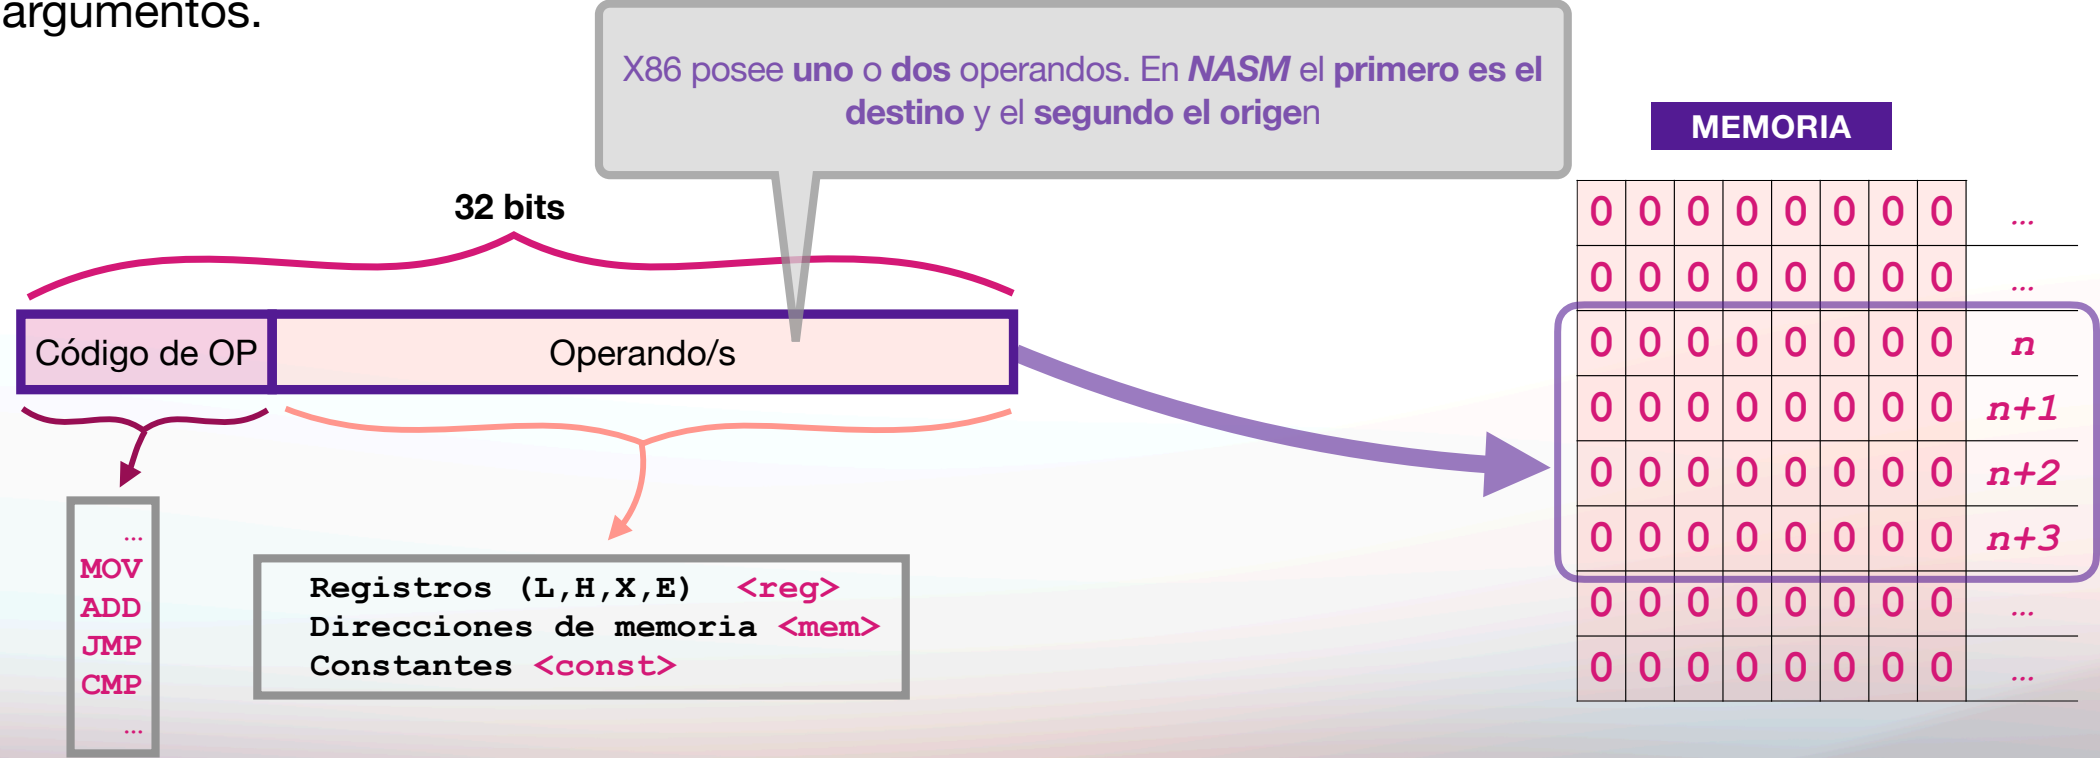 argumentos.
X86 posee uno o dos operandos. En NASM el primero es el
destino y el segundo el origen
MEMORIA
32 bits
Código de OP
Operando/s
...
MOV
ADD
JMP
CMP
...
Registros (L,H,X,E) <reg>
Direcciones de memoria <mem>
Constantes <const>
0 0 0 0 0 0 0 0 ...
0 0 0 0 0 0 0 0 ...
0 0 0 0 0 0 0 0 n
0 0 0 0 0 0 0 0 n+1
0 0 0 0 0 0 0 0 n+2
0 0 0 0 0 0 0 0 n+3
0 0 0 0 0 0 0 0 ...
0 0 0 0 0 0 0 0 ...